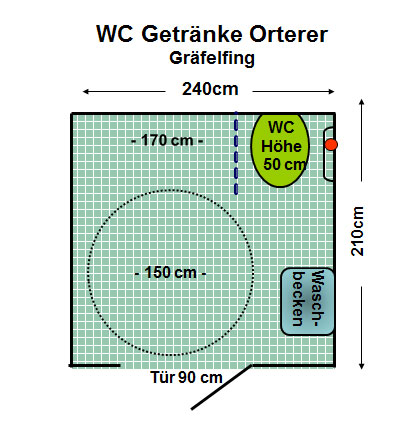 WC Getränke Orterer
Gräfelfing
240cm
- 170 cm -
WC
Höhe
50 cm
210cm
- 150 cm -
Wasch-
becken
Tür 90 cm